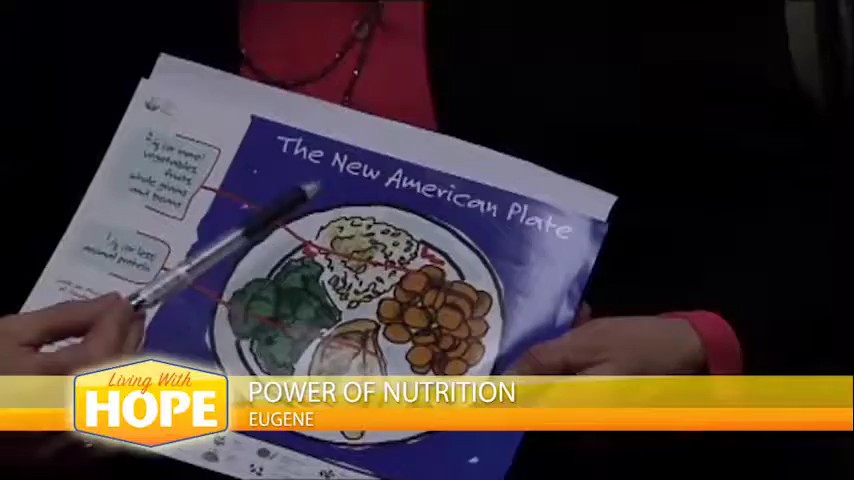 The New American Plate
2/3 (or more)
vegetables,
fruits,
whole grains
and beans
1/3 (or less)
animal protein
Living With
HOPE
POWER OF NUTRITION
EUGENE